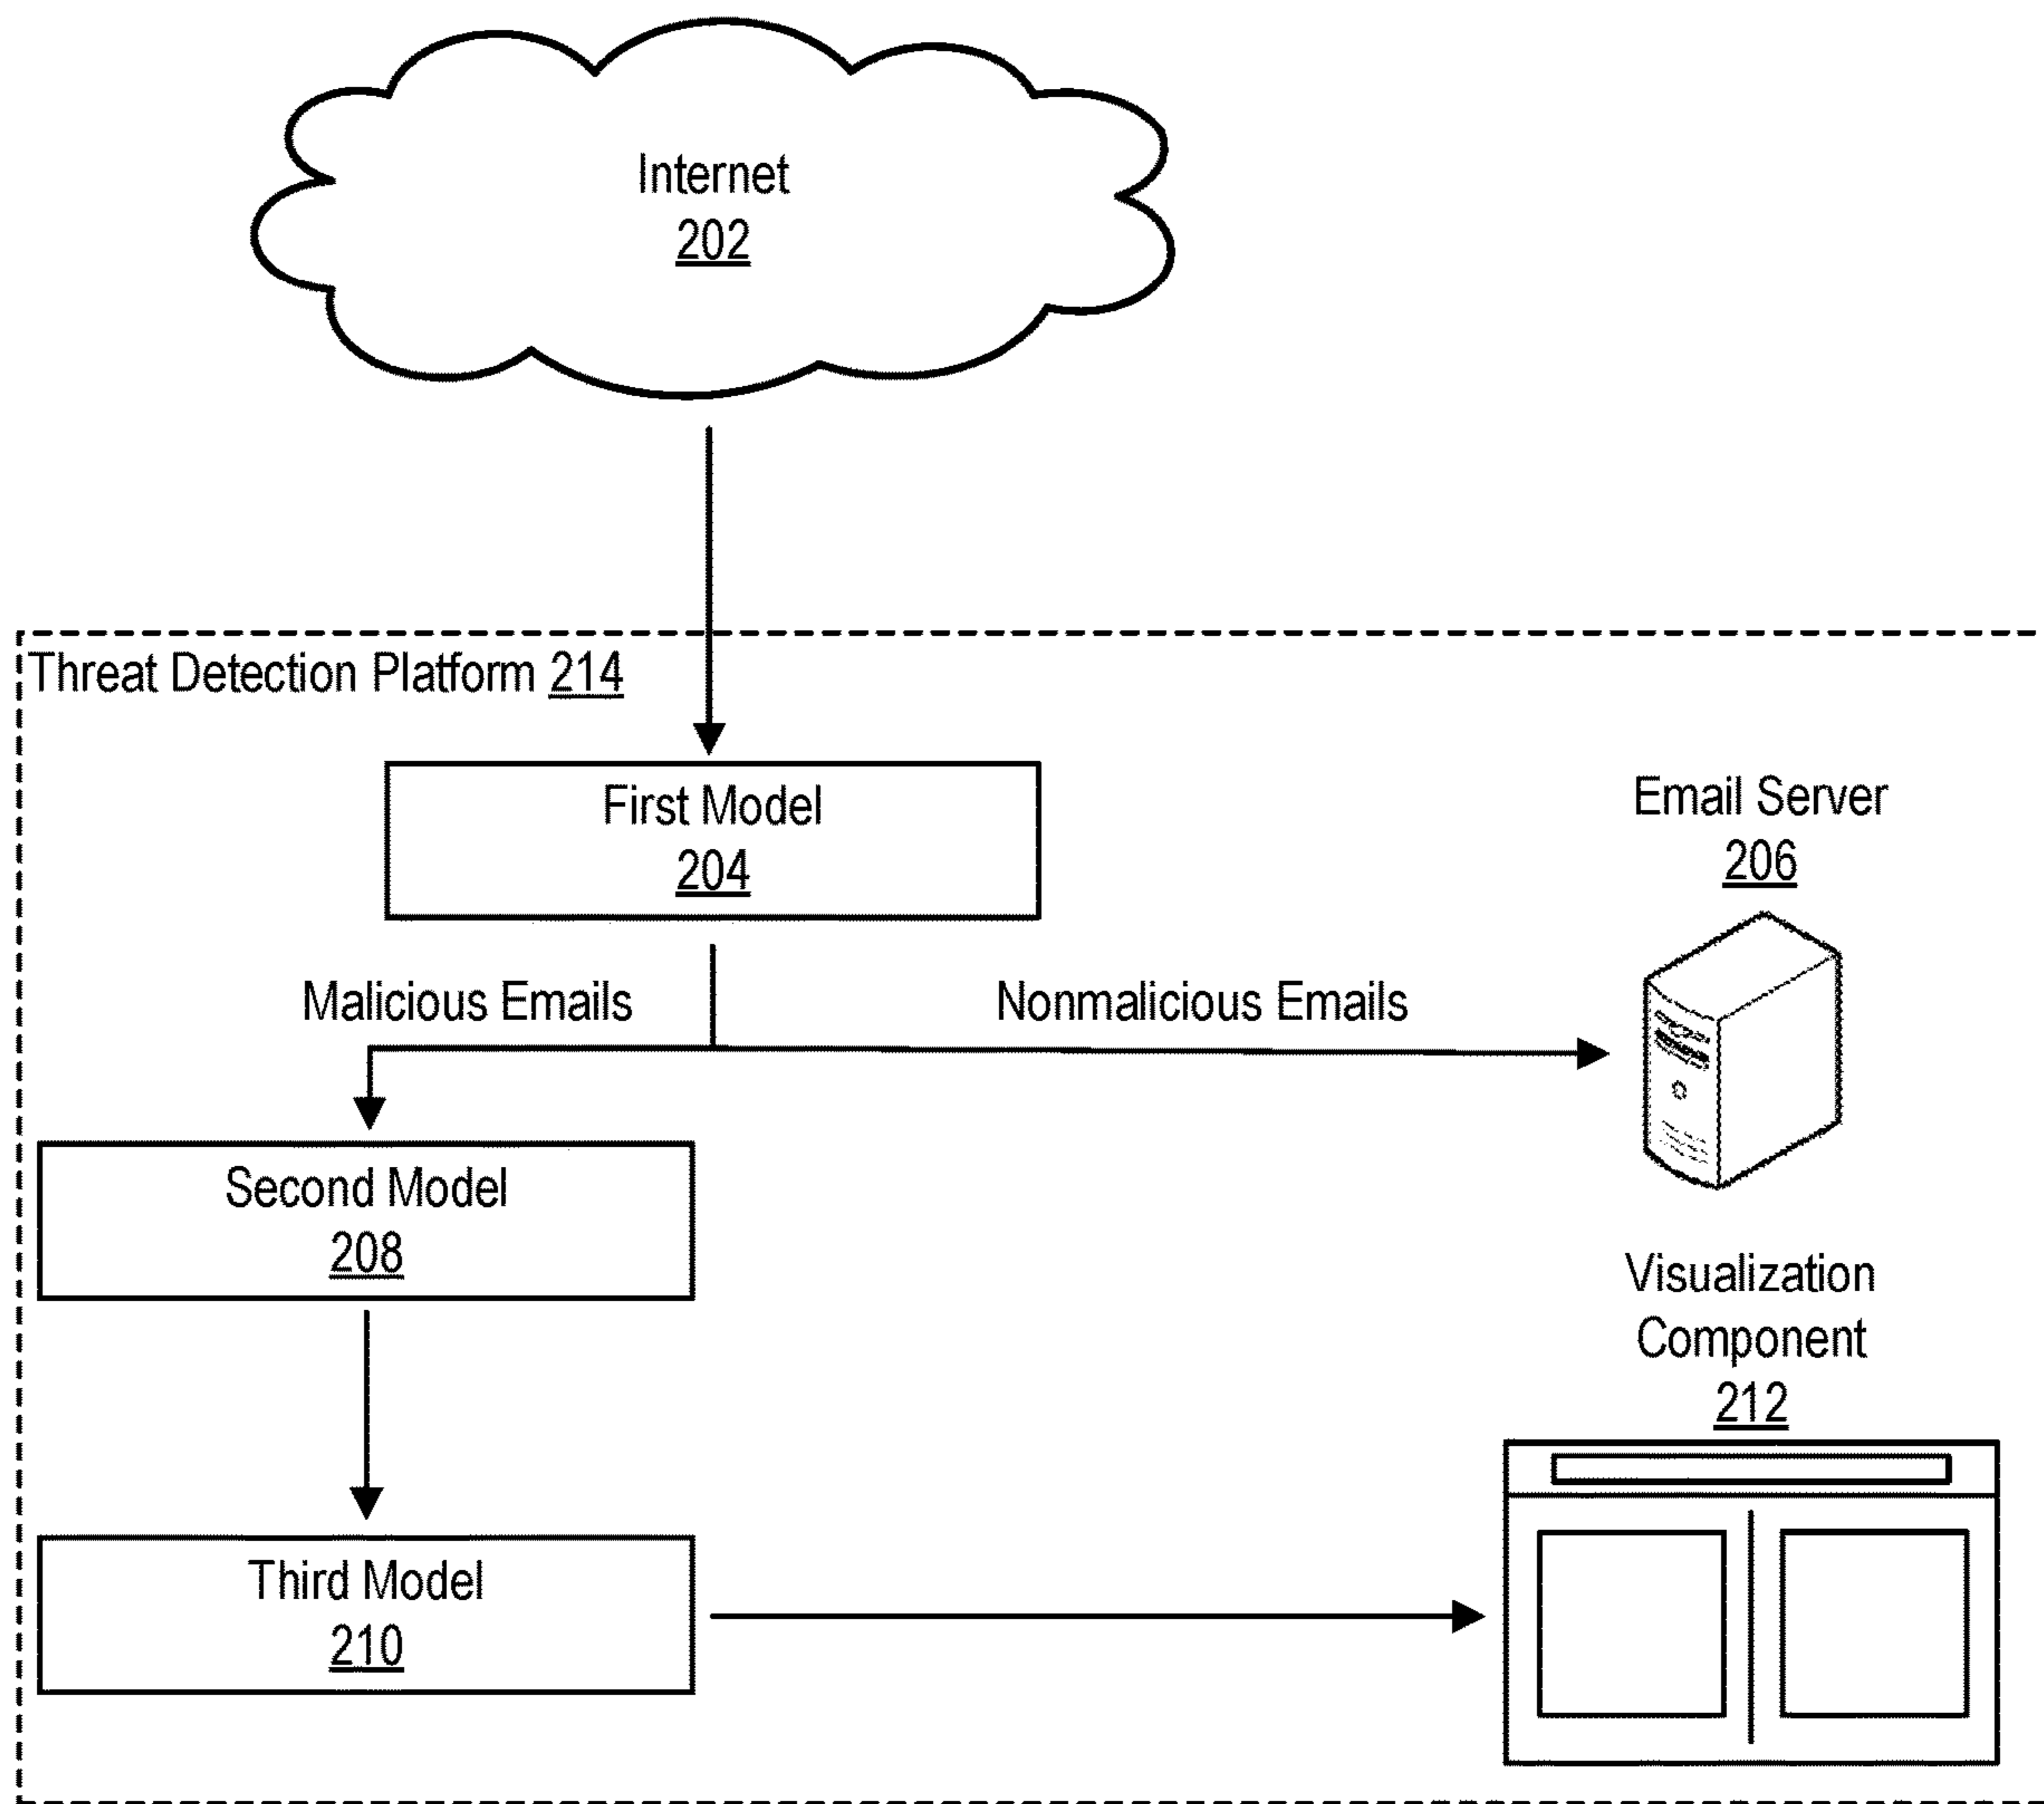 Internet
202
Threat Detection Platform 214
First Model
204
Email Server
206
Malicious Emails
Nonmalicious Emails
Second Model
208
Visualization
Component
212
Third Model
210